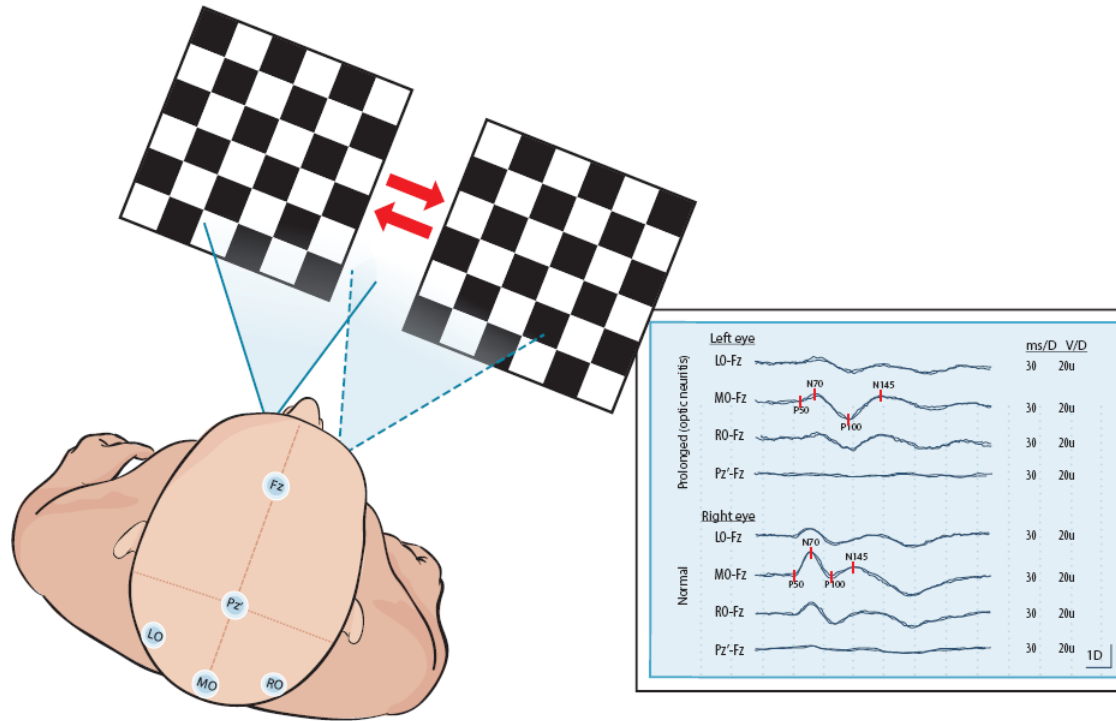 Fz
Pz'
LO
MO
RO
Prolonged (optic neuritis)
Left eye
ms/D V/D
LO-Fz 30 20u
N70 N145
MO-Fz 30 20u
P50 P100
RO-Fz 30 20u
Pz'-Fz 30 20u
Normal
Right eye
LO-Fz 30 20u
N70 N145
MO-Fz 30 20u
P50 P100
RO-Fz 30 20u
Pz'-Fz 30 20u
1D